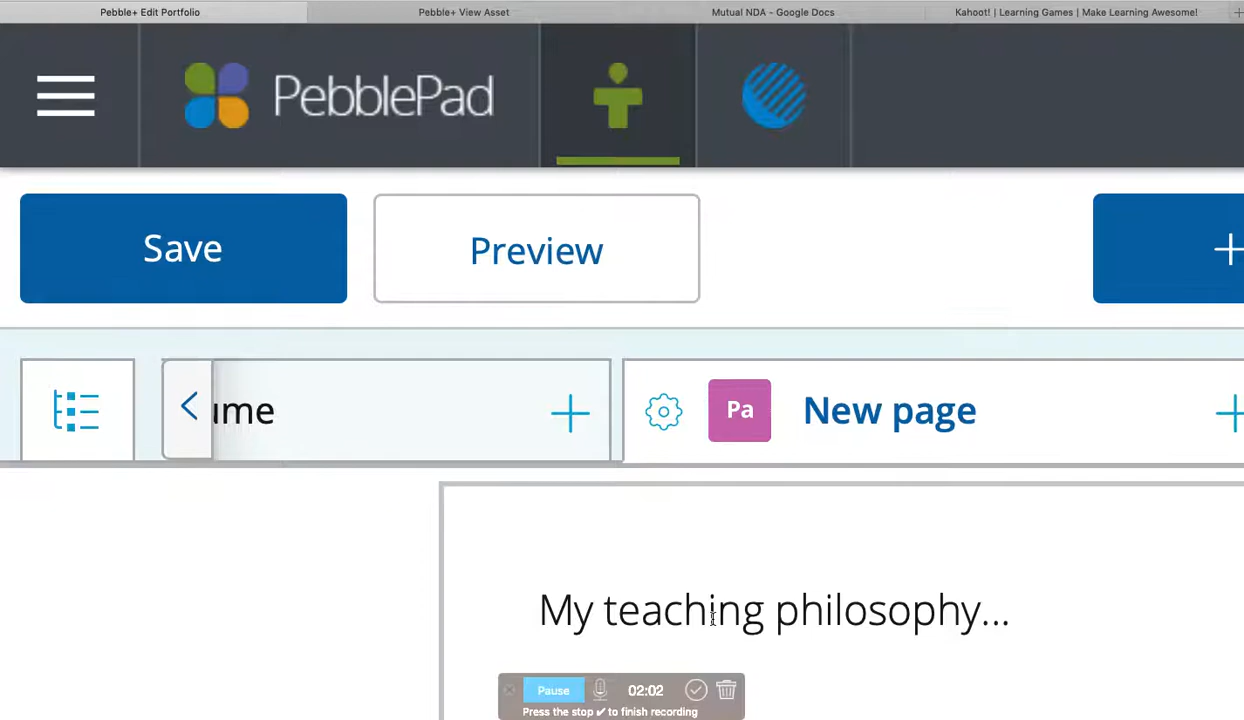 Pebble+ Edit Portfolio
Pebble+ View Asset
Mutual NDA - Google Docs
Kahoot! | Learning Games | Make Learning Awesome!
PebblePad
Save
Preview
ume
Pa
New page
My teaching philosophy...
Pause
02:02
Press the stop ✔ to finish recording